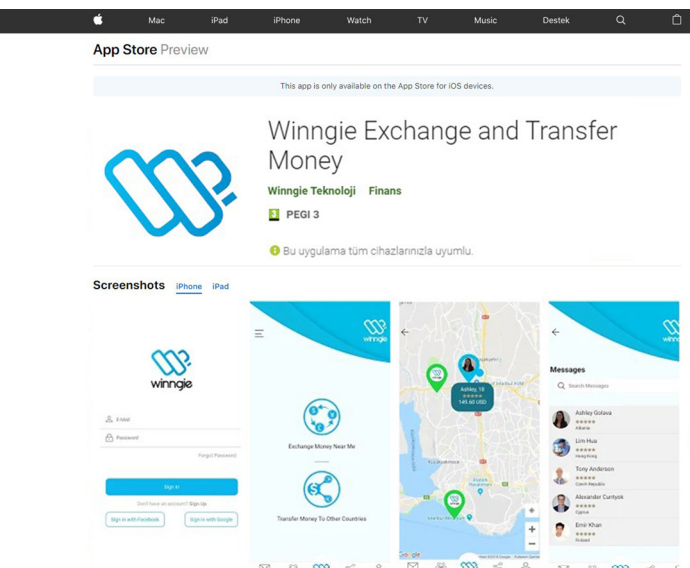 Mac iPad iPhone Watch TV Music Destek
App Store Preview
This app is only available on the App Store for iOS devices.
Winngie Exchange and Transfer
Money
Winngie Teknoloji Finans
3 PEGI 3
Bu uygulama tüm cihazlarınızla uyumlu.
Screenshots iPhone iPad
winngie
E-Mail
Password
Forgot Password
Sign in
Don't have an account? Sign Up
Sign in with Facebook Sign in with Google
winngie
Exchange Money Near Me
Transfer Money To Other Countries
Ashley, 18
149.60 USD
Google
Messages
Search Messages
Ashley Golava
Albania
Lim Hua
Hong Kong
Tony Anderson
Czech Republic
Alexander Cuntyok
Cyprus
Emir Khan
Finland